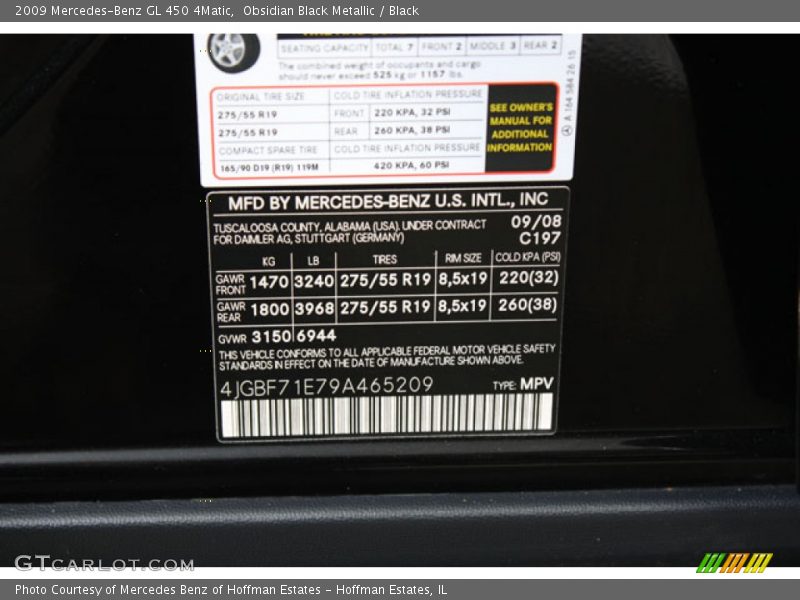 2009 Mercedes-Benz GL 450 4Matic,  Obsidian Black Metallic / Black
SEATING CAPACITY TOTAL 7 FRONT 2 MIDDLE 3 REAR 2
The combined weight of occupants and cargo
should never exceed 525 kg or 1157 lbs.
ORIGINAL TIRE SIZE COLD TIRE INFLATION PRESSURE
275/55 R19 FRONT 220 KPA, 32 PSI
275/55 R19 REAR 260 KPA, 38 PSI
COMPACT SPARE TIRE COLD TIRE INFLATION PRESSURE
165/90 D19 (R19) 119M 420 KPA, 60 PSI
SEE OWNER'S
MANUAL FOR
ADDITIONAL
INFORMATION
A 164 584 26 15
MFD BY MERCEDES-BENZ U.S. INTL., INC
TUSCALOOSA COUNTY, ALABAMA (USA). UNDER CONTRACT 09/08
FOR DAIMLER AG, STUTTGART (GERMANY) C197
KG LB TIRES RIM SIZE COLD KPA (PSI)
GAWR
FRONT 1470 3240 275/55 R19 8,5x19 220(32)
GAWR
REAR 1800 3968 275/55 R19 8,5x19 260(38)
GVWR 3150 6944
THIS VEHICLE CONFORMS TO ALL APPLICABLE FEDERAL MOTOR VEHICLE SAFETY
STANDARDS IN EFFECT ON THE DATE OF MANUFACTURE SHOWN ABOVE.
4JGBF71E79A465209 TYPE: MPV
GTCARLOT.COM
Photo Courtesy of Mercedes Benz of Hoffman Estates - Hoffman Estates, IL